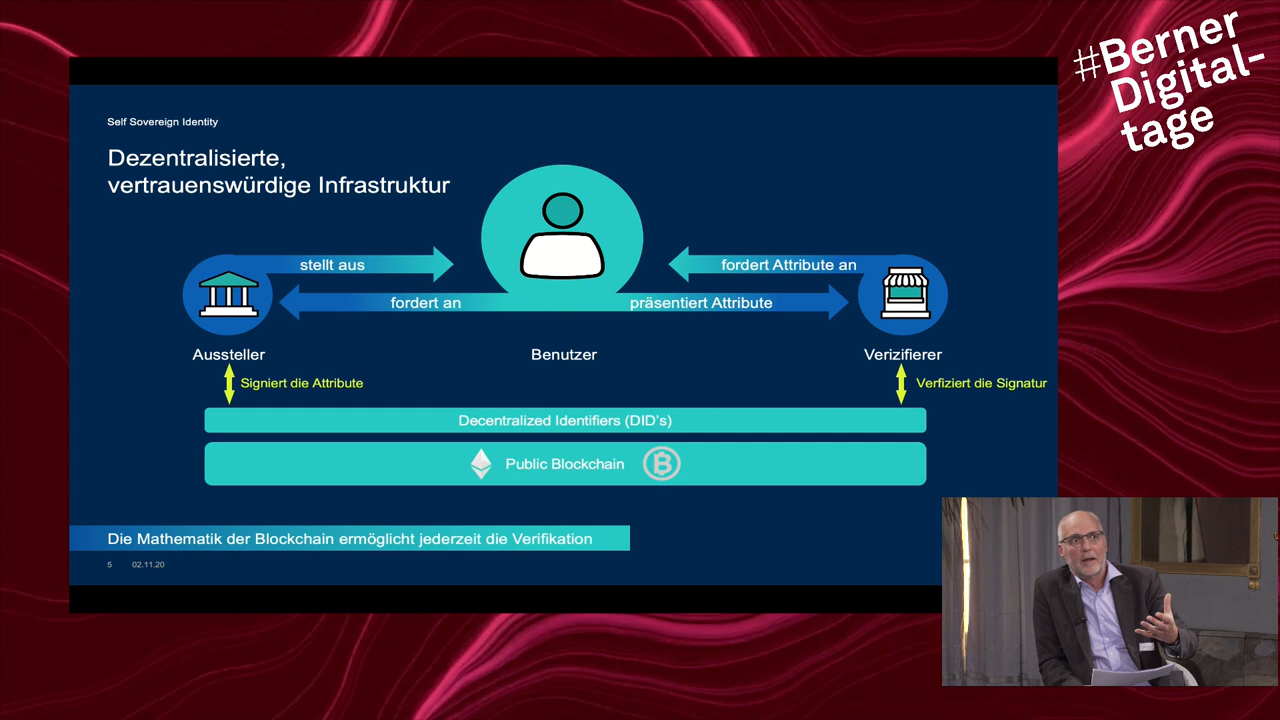 #Berner
Digital-
tage
Self Sovereign Identity
Dezentralisierte,
vertrauenswürdige Infrastruktur
stellt aus
fordert Attribute an
fordert an
präsentiert Attribute
Aussteller
Benutzer
Verizifierer
Signiert die Attribute
Verfiziert die Signatur
Decentralized Identifiers (DID's)
Public Blockchain
Die Mathematik der Blockchain ermöglicht jederzeit die Verifikation
5 02.11.20